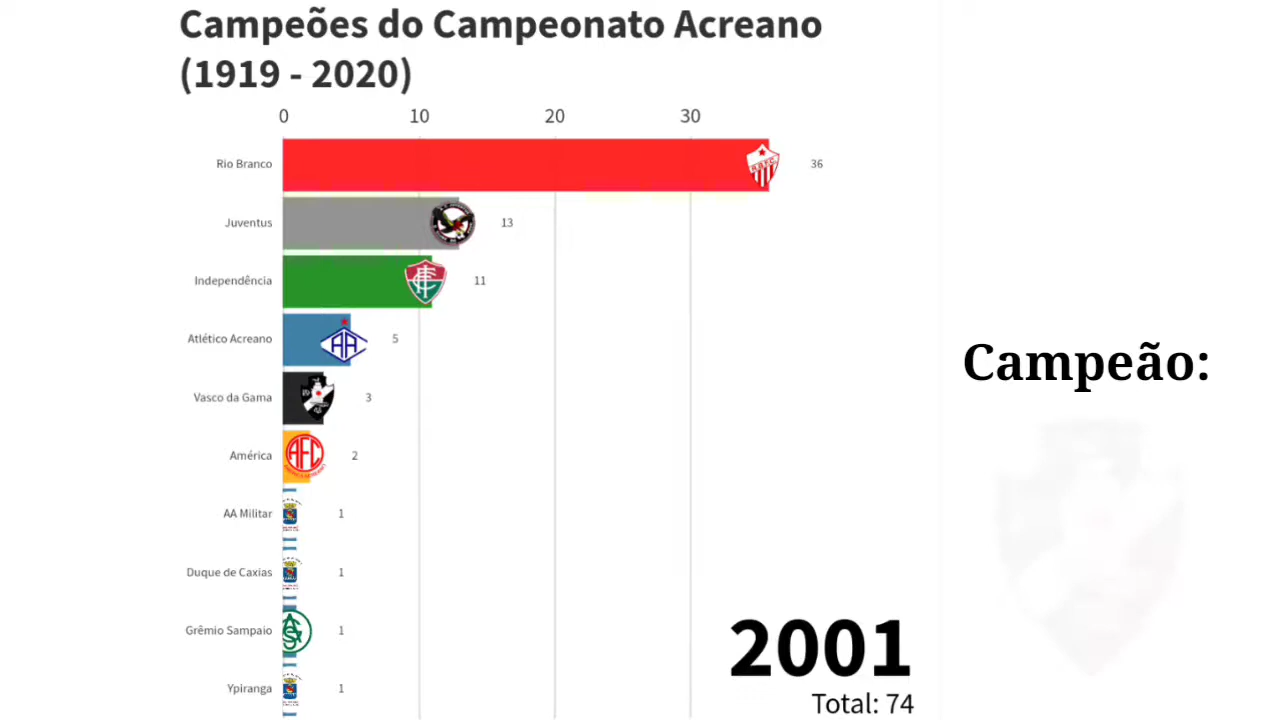 Campeões do Campeonato Acreano
(1919 - 2020)
0 10 20 30
Rio Branco 36
Juventus 13
Independência 11
Atlético Acreano 5
Vasco da Gama 3
América 2
AA Militar 1
Duque de Caxias 1
Grêmio Sampaio 1
Ypiranga 1
Campeão:
2001
Total: 74